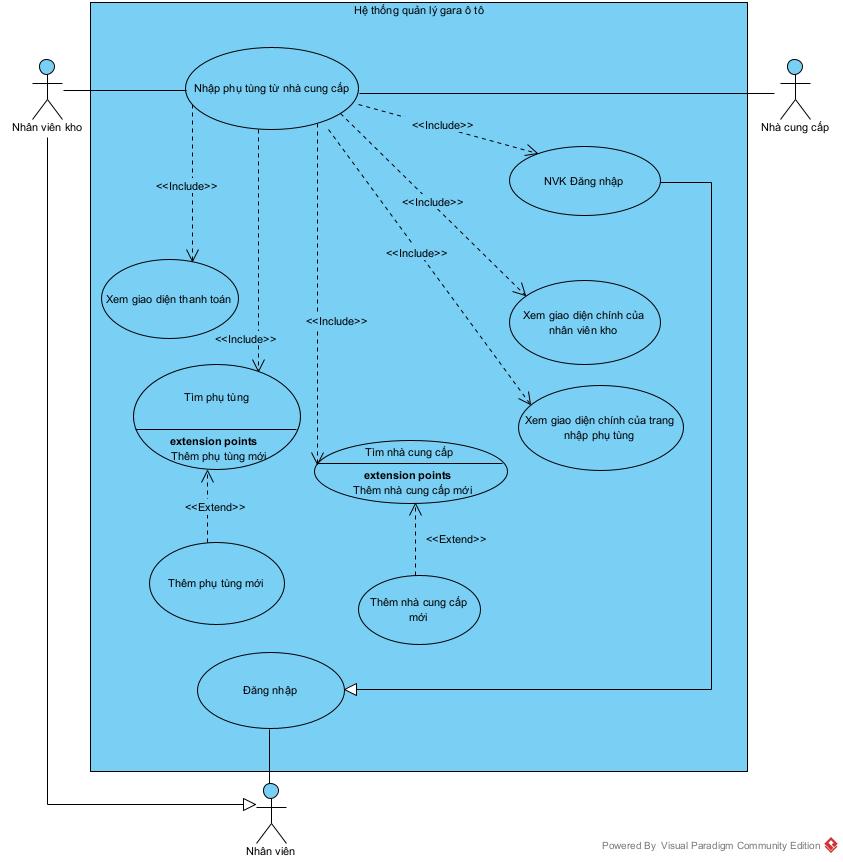 Hệ thống quản lý gara ô tô
Nhập phụ tùng từ nhà cung cấp
Nhân viên kho
Nhà cung cấp
<<Include>>
NVK Đăng nhập
<<Include>>
<<Include>>
<<Include>>
Xem giao diện thanh toán
Xem giao diện chính của
nhân viên kho
<<Include>>
<<Include>>
Tìm phụ tùng
extension points
Thêm phụ tùng mới
Xem giao diện chính của trang
nhập phụ tùng
Tìm nhà cung cấp
extension points
Thêm nhà cung cấp mới
<<Extend>>
<<Extend>>
Thêm phụ tùng mới
Thêm nhà cung cấp
mới
Đăng nhập
Nhân viên
Powered By Visual Paradigm Community Edition